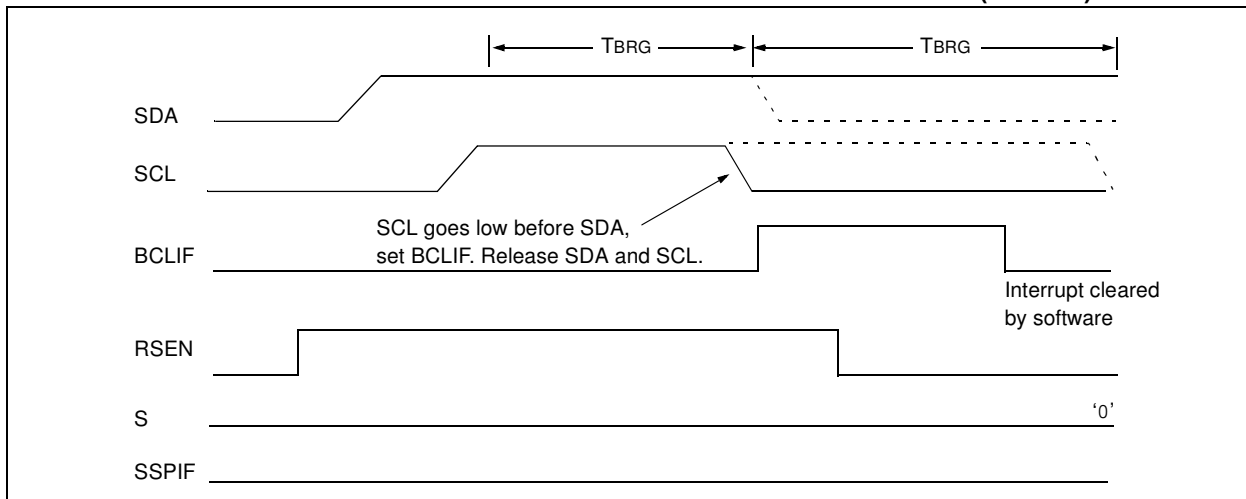 TBRG
TBRG
SDA
SCL
SCL goes low before SDA,
set BCLIF. Release SDA and SCL.
BCLIF
Interrupt cleared
by software
RSEN
S
‘0’
SSPIF